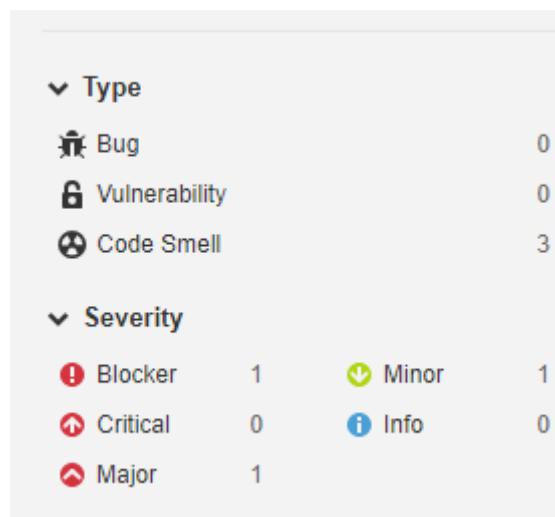 Type
Bug 0
Vulnerability 0
Code Smell 3
Severity
Blocker 1 Minor 1
Critical 0 Info 0
Major 1